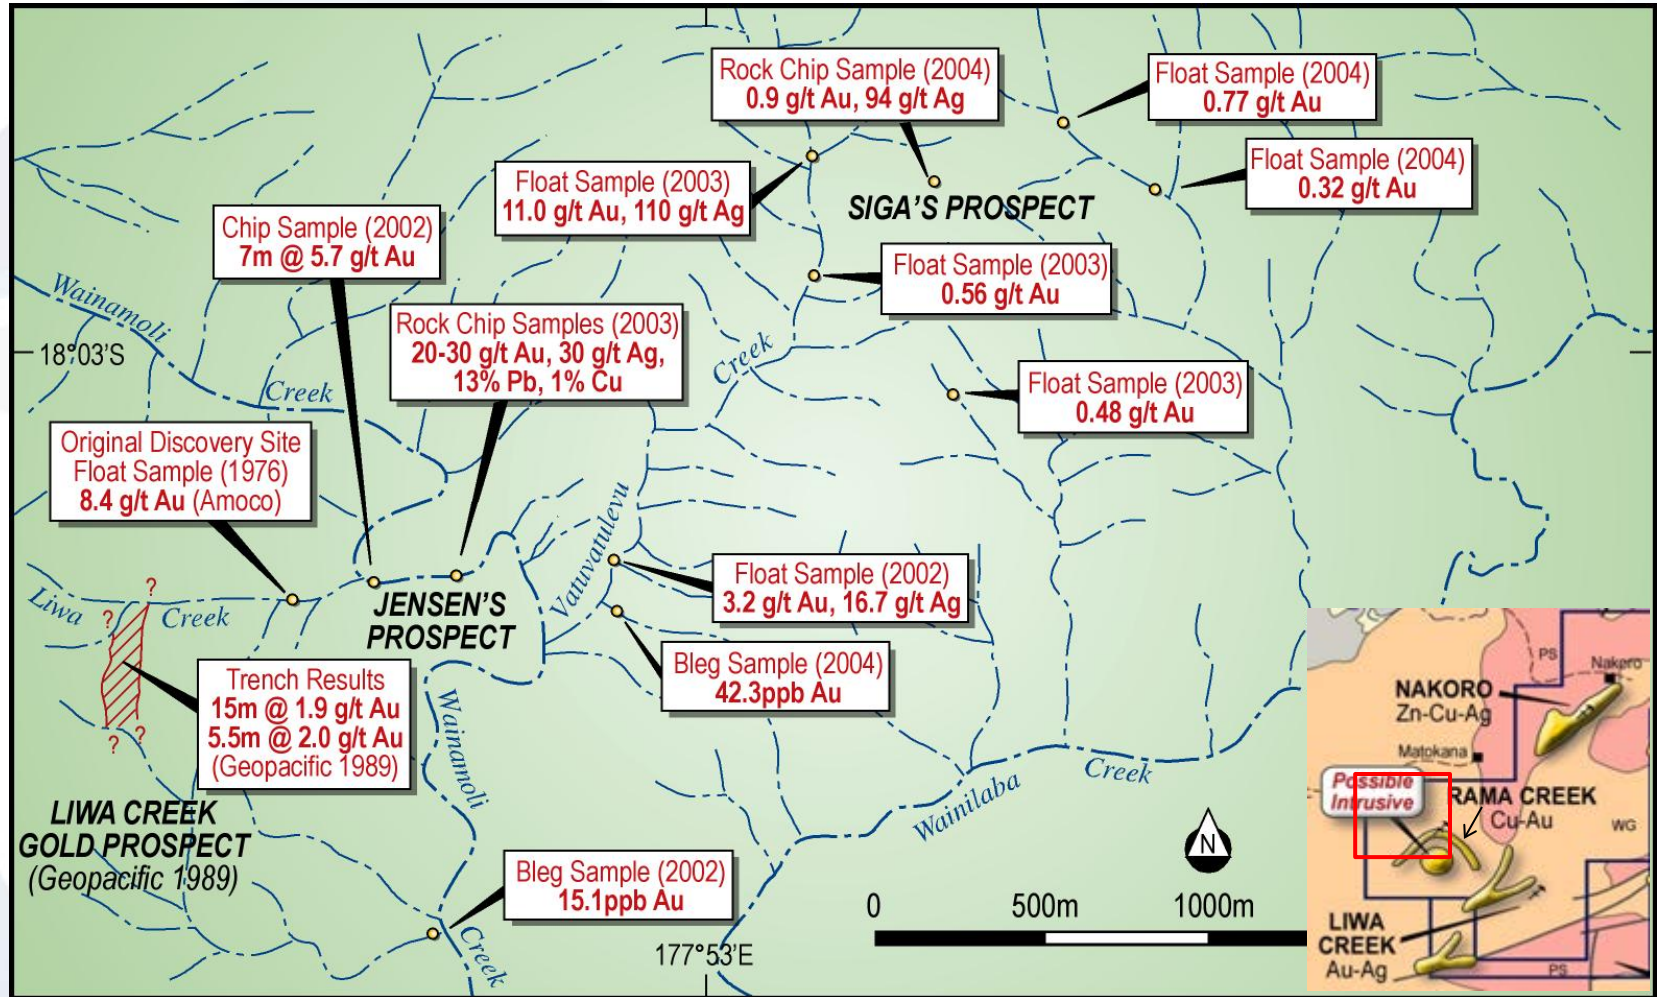 Rock Chip Sample (2004)
0.9 g/t Au, 94 g/t Ag
Float Sample (2004)
0.77 g/t Au
Float Sample (2004)
0.32 g/t Au
Float Sample (2003)
11.0 g/t Au, 110 g/t Ag
SIGA'S PROSPECT
Chip Sample (2002)
7m @ 5.7 g/t Au
Float Sample (2003)
0.56 g/t Au
Wainamoli
Creek
18°03'S
Rock Chip Samples (2003)
20-30 g/t Au, 30 g/t Ag,
13% Pb, 1% Cu
Creek
Float Sample (2003)
0.48 g/t Au
Original Discovery Site
Float Sample (1976)
8.4 g/t Au (Amoco)
Vatuvatulevu
Float Sample (2002)
3.2 g/t Au, 16.7 g/t Ag
Liwa
Creek
?
?
?
?
JENSEN'S
PROSPECT
Bleg Sample (2004)
42.3ppb Au
Trench Results
15m @ 1.9 g/t Au
5.5m @ 2.0 g/t Au
(Geopacific 1989)
Wainamoli
Creek
LIWA CREEK
GOLD PROSPECT
(Geopacific 1989)
Wainilaba
Creek
Bleg Sample (2002)
15.1ppb Au
177°53'E
N
0
500m
1000m
PS
Nakoro
NAKORO
Zn-Cu-Ag
Matokana
Possible
Intrusive
RAMA CREEK
Cu-Au
WG
LIWA
CREEK
Au-Ag
PS